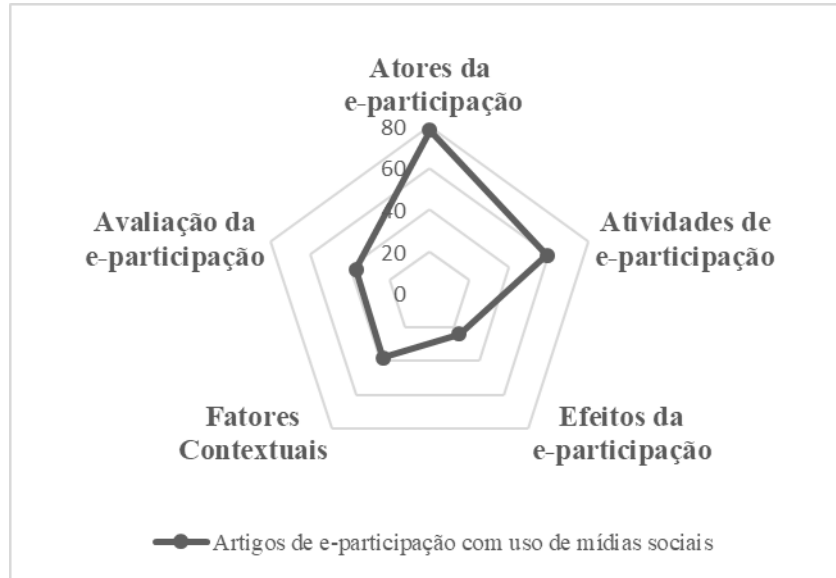 Atores da
e-participação
80
60
40
20
0
Avaliação da
e-participação
Atividades de
e-participação
Fatores
Contextuais
Efeitos da
e-participação
Artigos de e-participação com uso de mídias sociais